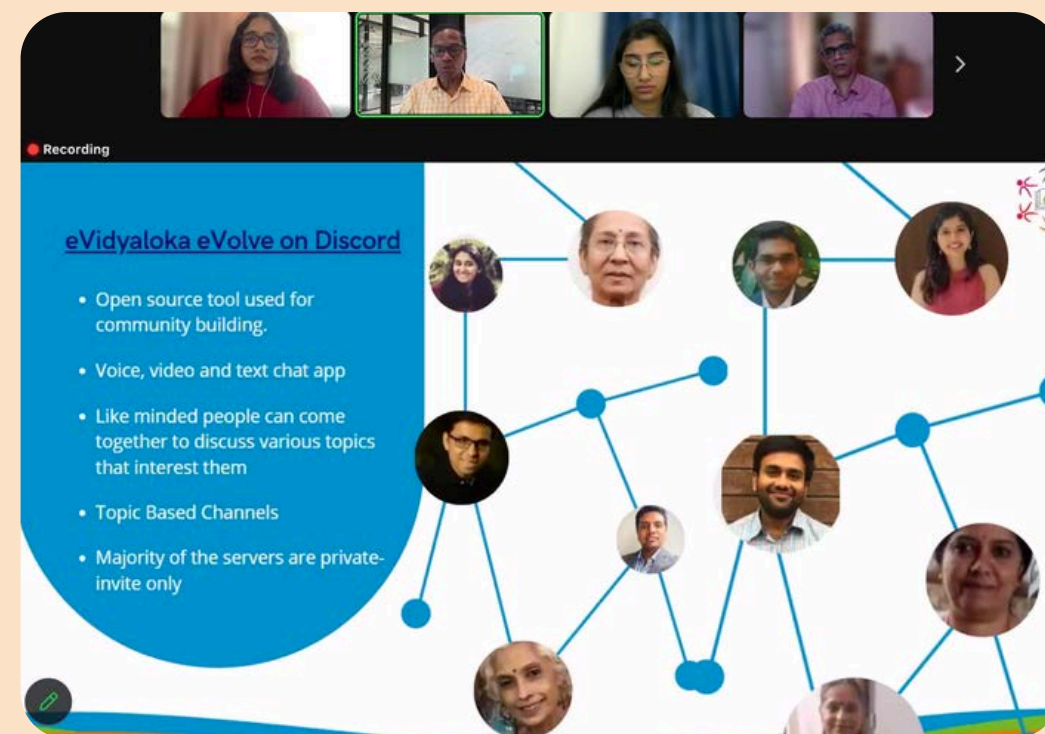 Recording
eVidyaloka eVolve on Discord
• Open source tool used for
community building.
• Voice, video and text chat app
• Like minded people can come
together to discuss various topics
that interest them
• Topic Based Channels
• Majority of the servers are private-
invite only